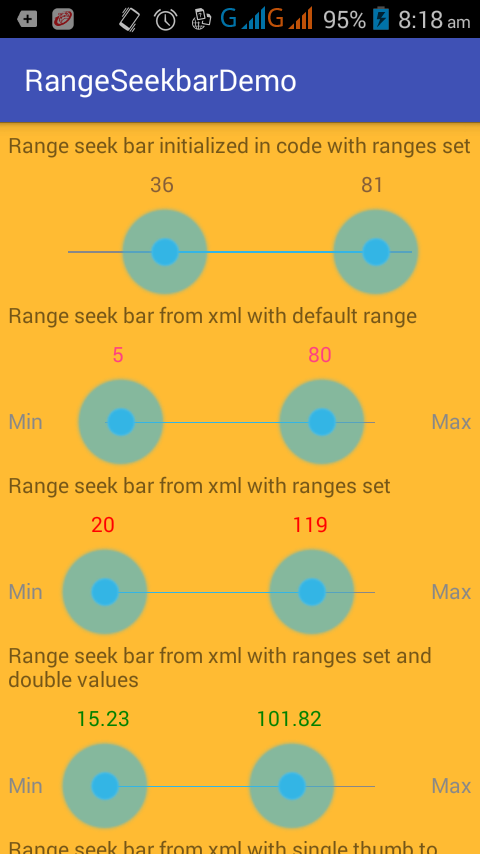 G G 95% 8:18 am
RangeSeekbarDemo
Range seek bar initialized in code with ranges set
36 81
Range seek bar from xml with default range
5 80
Min Max
Range seek bar from xml with ranges set
20 119
Min Max
Range seek bar from xml with ranges set and
double values
15.23 101.82
Min Max
Range seek bar from xml with single thumb to